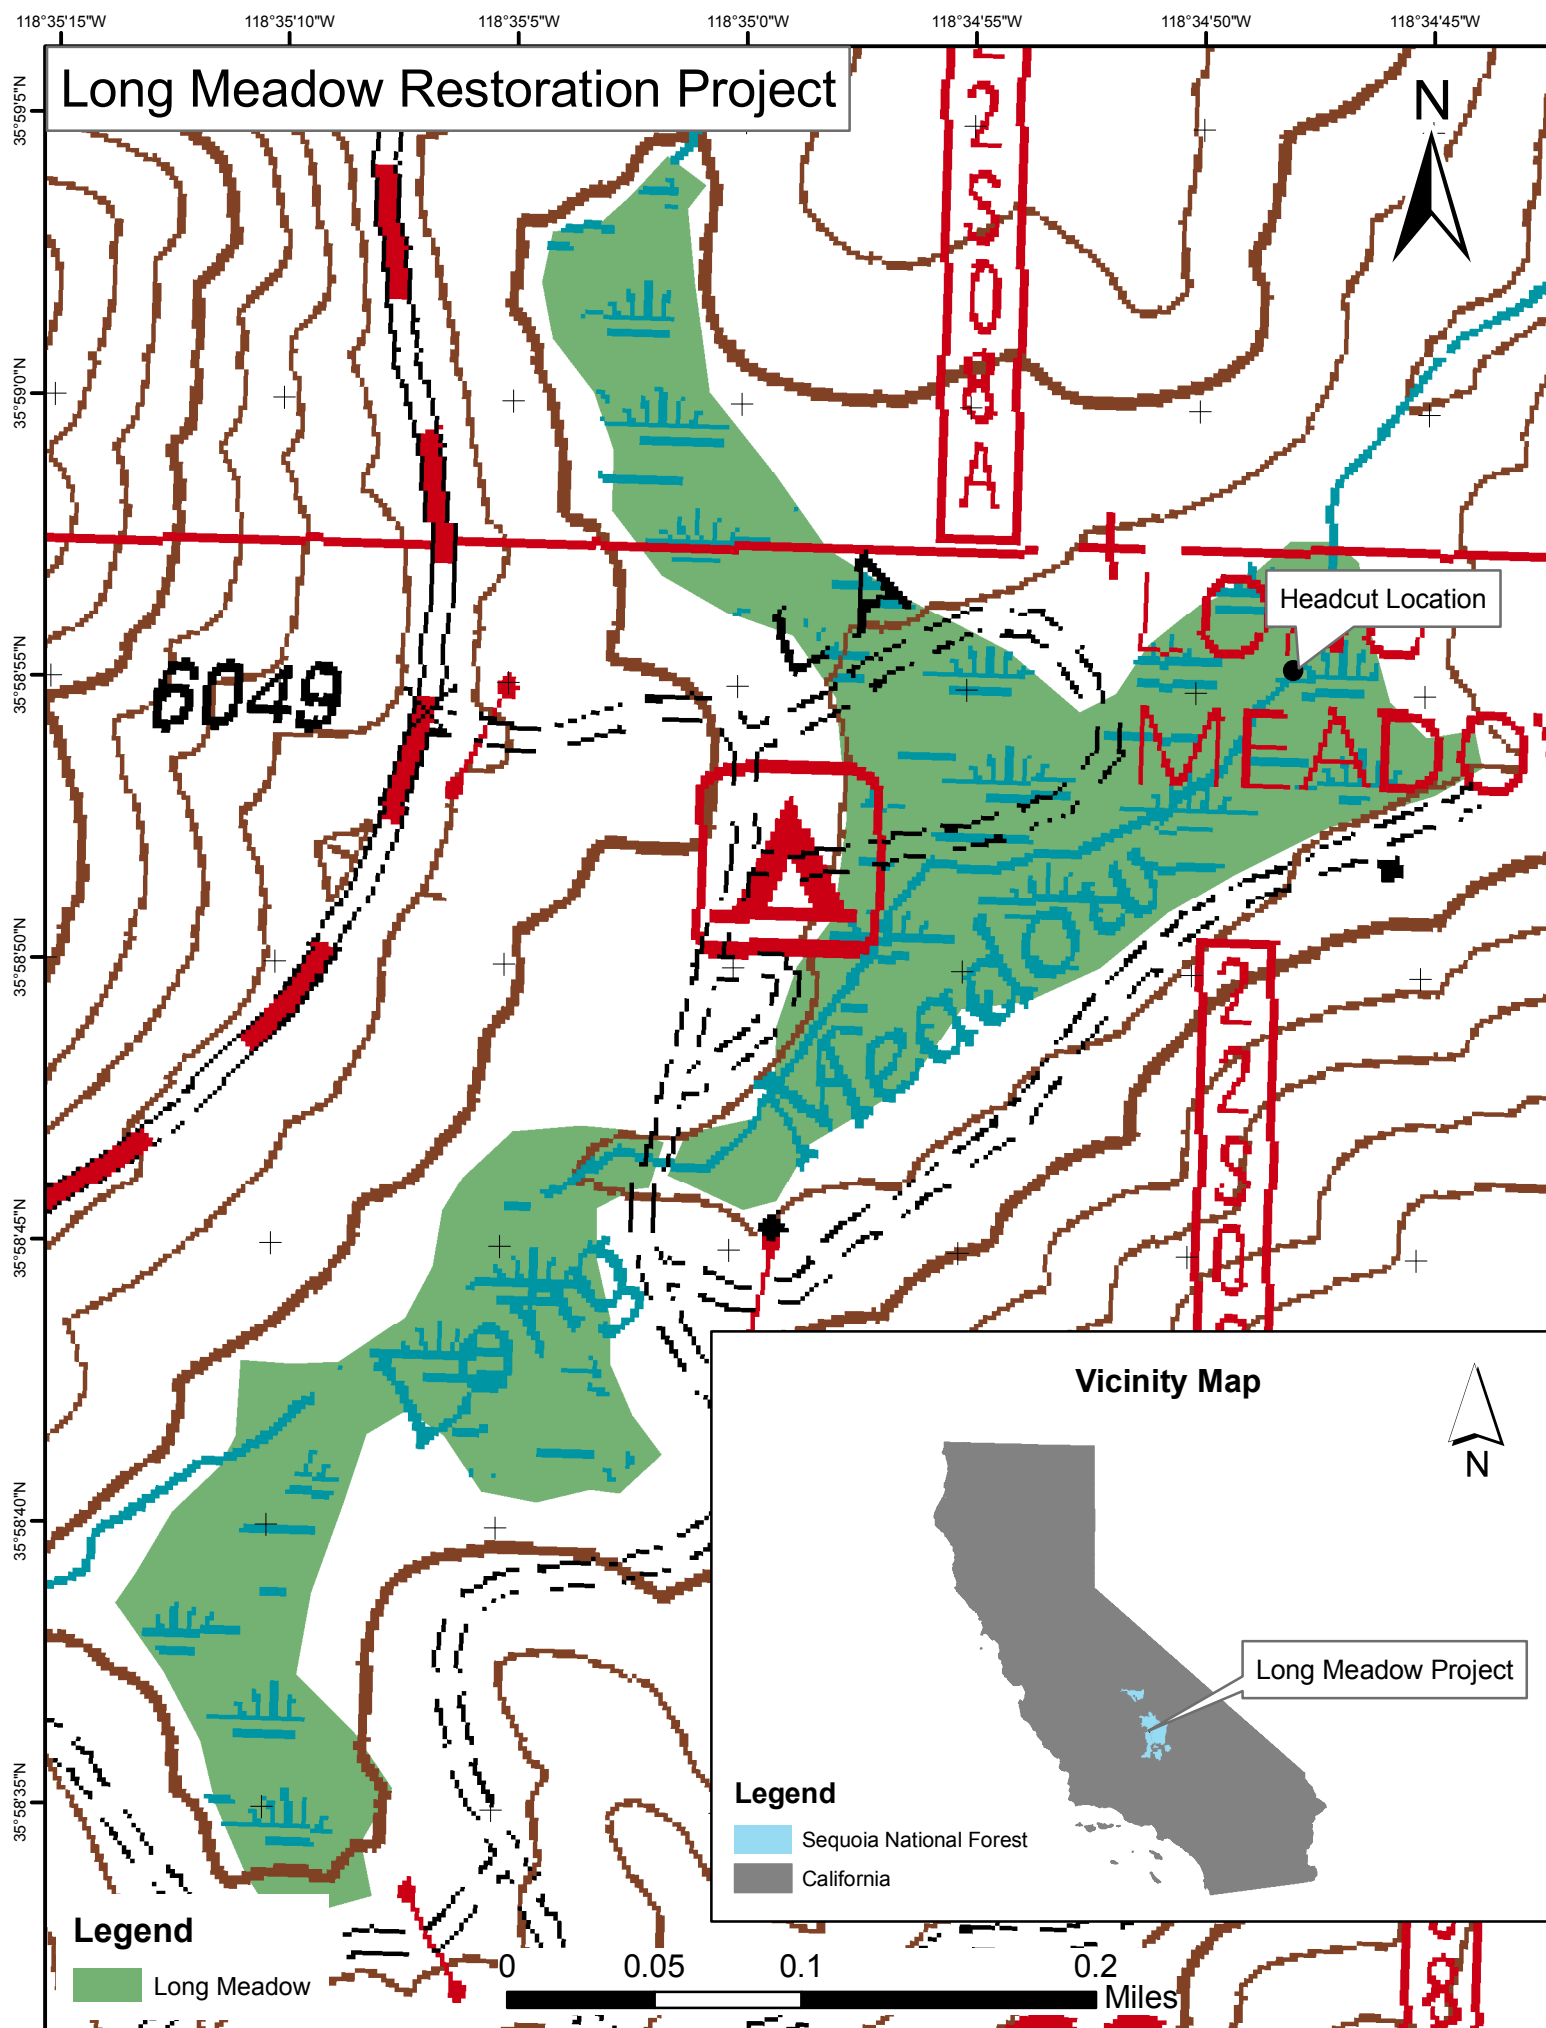 118°35'15"W 118°35'10"W 118°35'5"W 118°35'0"W 118°34'55"W 118°34'50"W 118°34'45"W
Long Meadow Restoration Project
N
35°59'5"N
35°59'0"N
35°58'55"N
35°58'50"N
35°58'45"N
35°58'40"N
35°58'35"N
2S08A
LONG
MEADO
Headcut Location
6049
Long Meadow
22S0
Vicinity Map
N
Long Meadow Project
Legend
Sequoia National Forest
California
Legend
Long Meadow
0 0.05 0.1 0.2
Miles
8